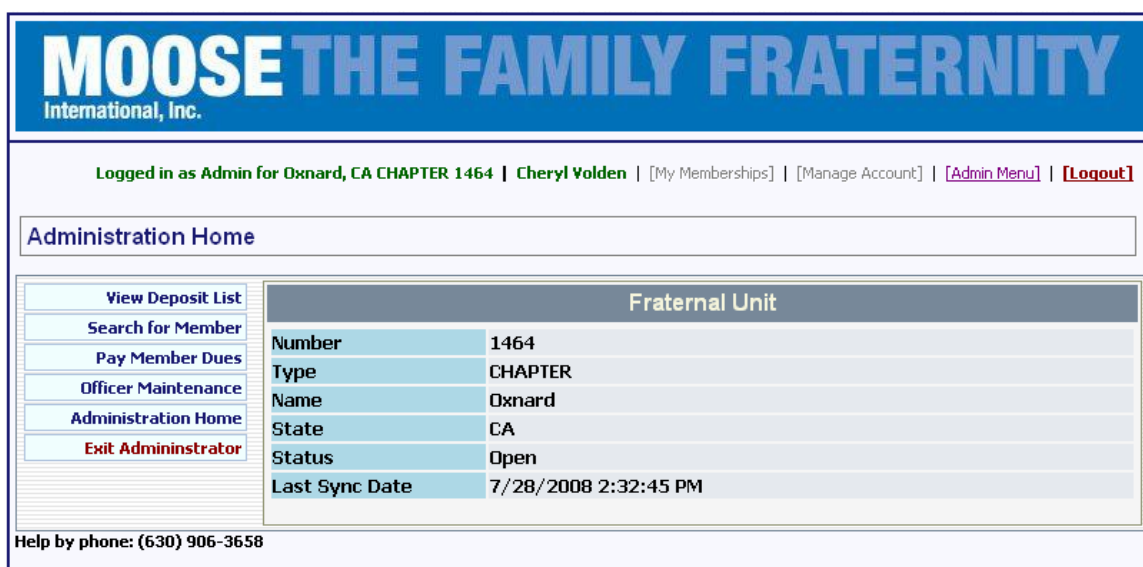 MOOSE THE FAMILY FRATERNITY
International, Inc.
Logged in as Admin for Oxnard, CA CHAPTER 1464 | Cheryl Volden | [My Memberships] | [Manage Account] | [Admin Menu] | [Logout]
Administration Home
View Deposit List
Search for Member
Pay Member Dues
Officer Maintenance
Administration Home
Exit Admininstrator
Fraternal Unit
Number 1464
Type CHAPTER
Name Oxnard
State CA
Status Open
Last Sync Date 7/28/2008 2:32:45 PM
Help by phone: (630) 906-3658